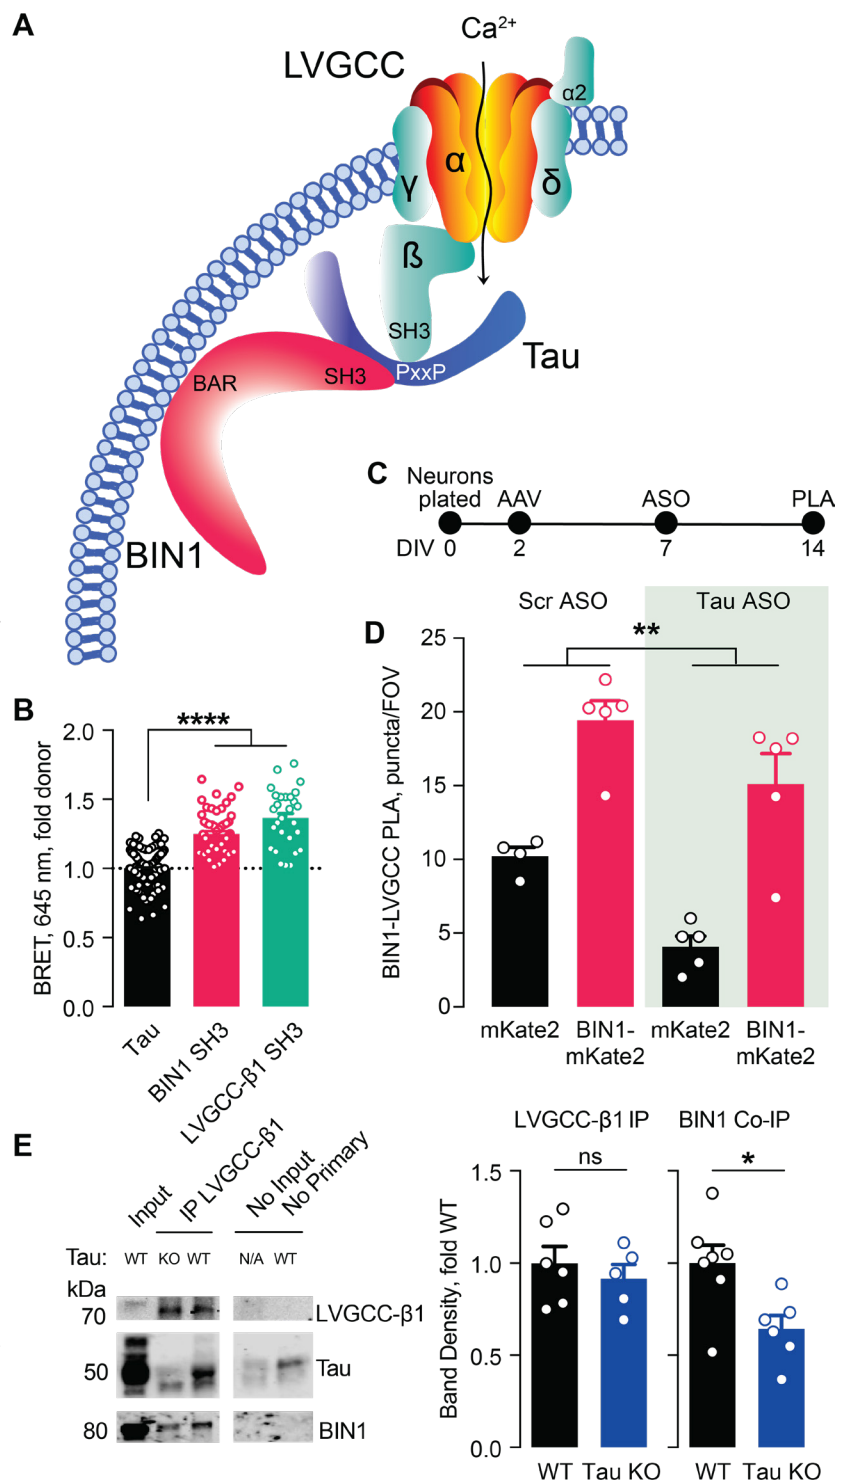 A
Ca²⁺
LVGCC
α2
α
γ
δ
ß
SH3
Tau
PxxP
BAR
SH3
BIN1
C
Neurons
plated
AAV
ASO
PLA
DIV
0
2
7
14
B
****
BRET, 645 nm, fold donor
2.0
1.5
1.0
0.5
0.0
Tau
BIN1 SH3
LVGCC-β1 SH3
D
Scr ASO
Tau ASO
**
BIN1-LVGCC PLA, puncta/FOV
25
20
15
10
5
0
mKate2
BIN1-
mKate2
mKate2
BIN1-
mKate2
E
Input
IP LVGCC-β1
No Input
No Primary
Tau:
WT
KO
WT
N/A
WT
kDa
70
LVGCC-β1
50
Tau
80
BIN1
LVGCC-β1 IP
BIN1 Co-IP
ns
*
Band Density, fold WT
1.5
1.0
0.5
0.0
WT
Tau KO
WT
Tau KO